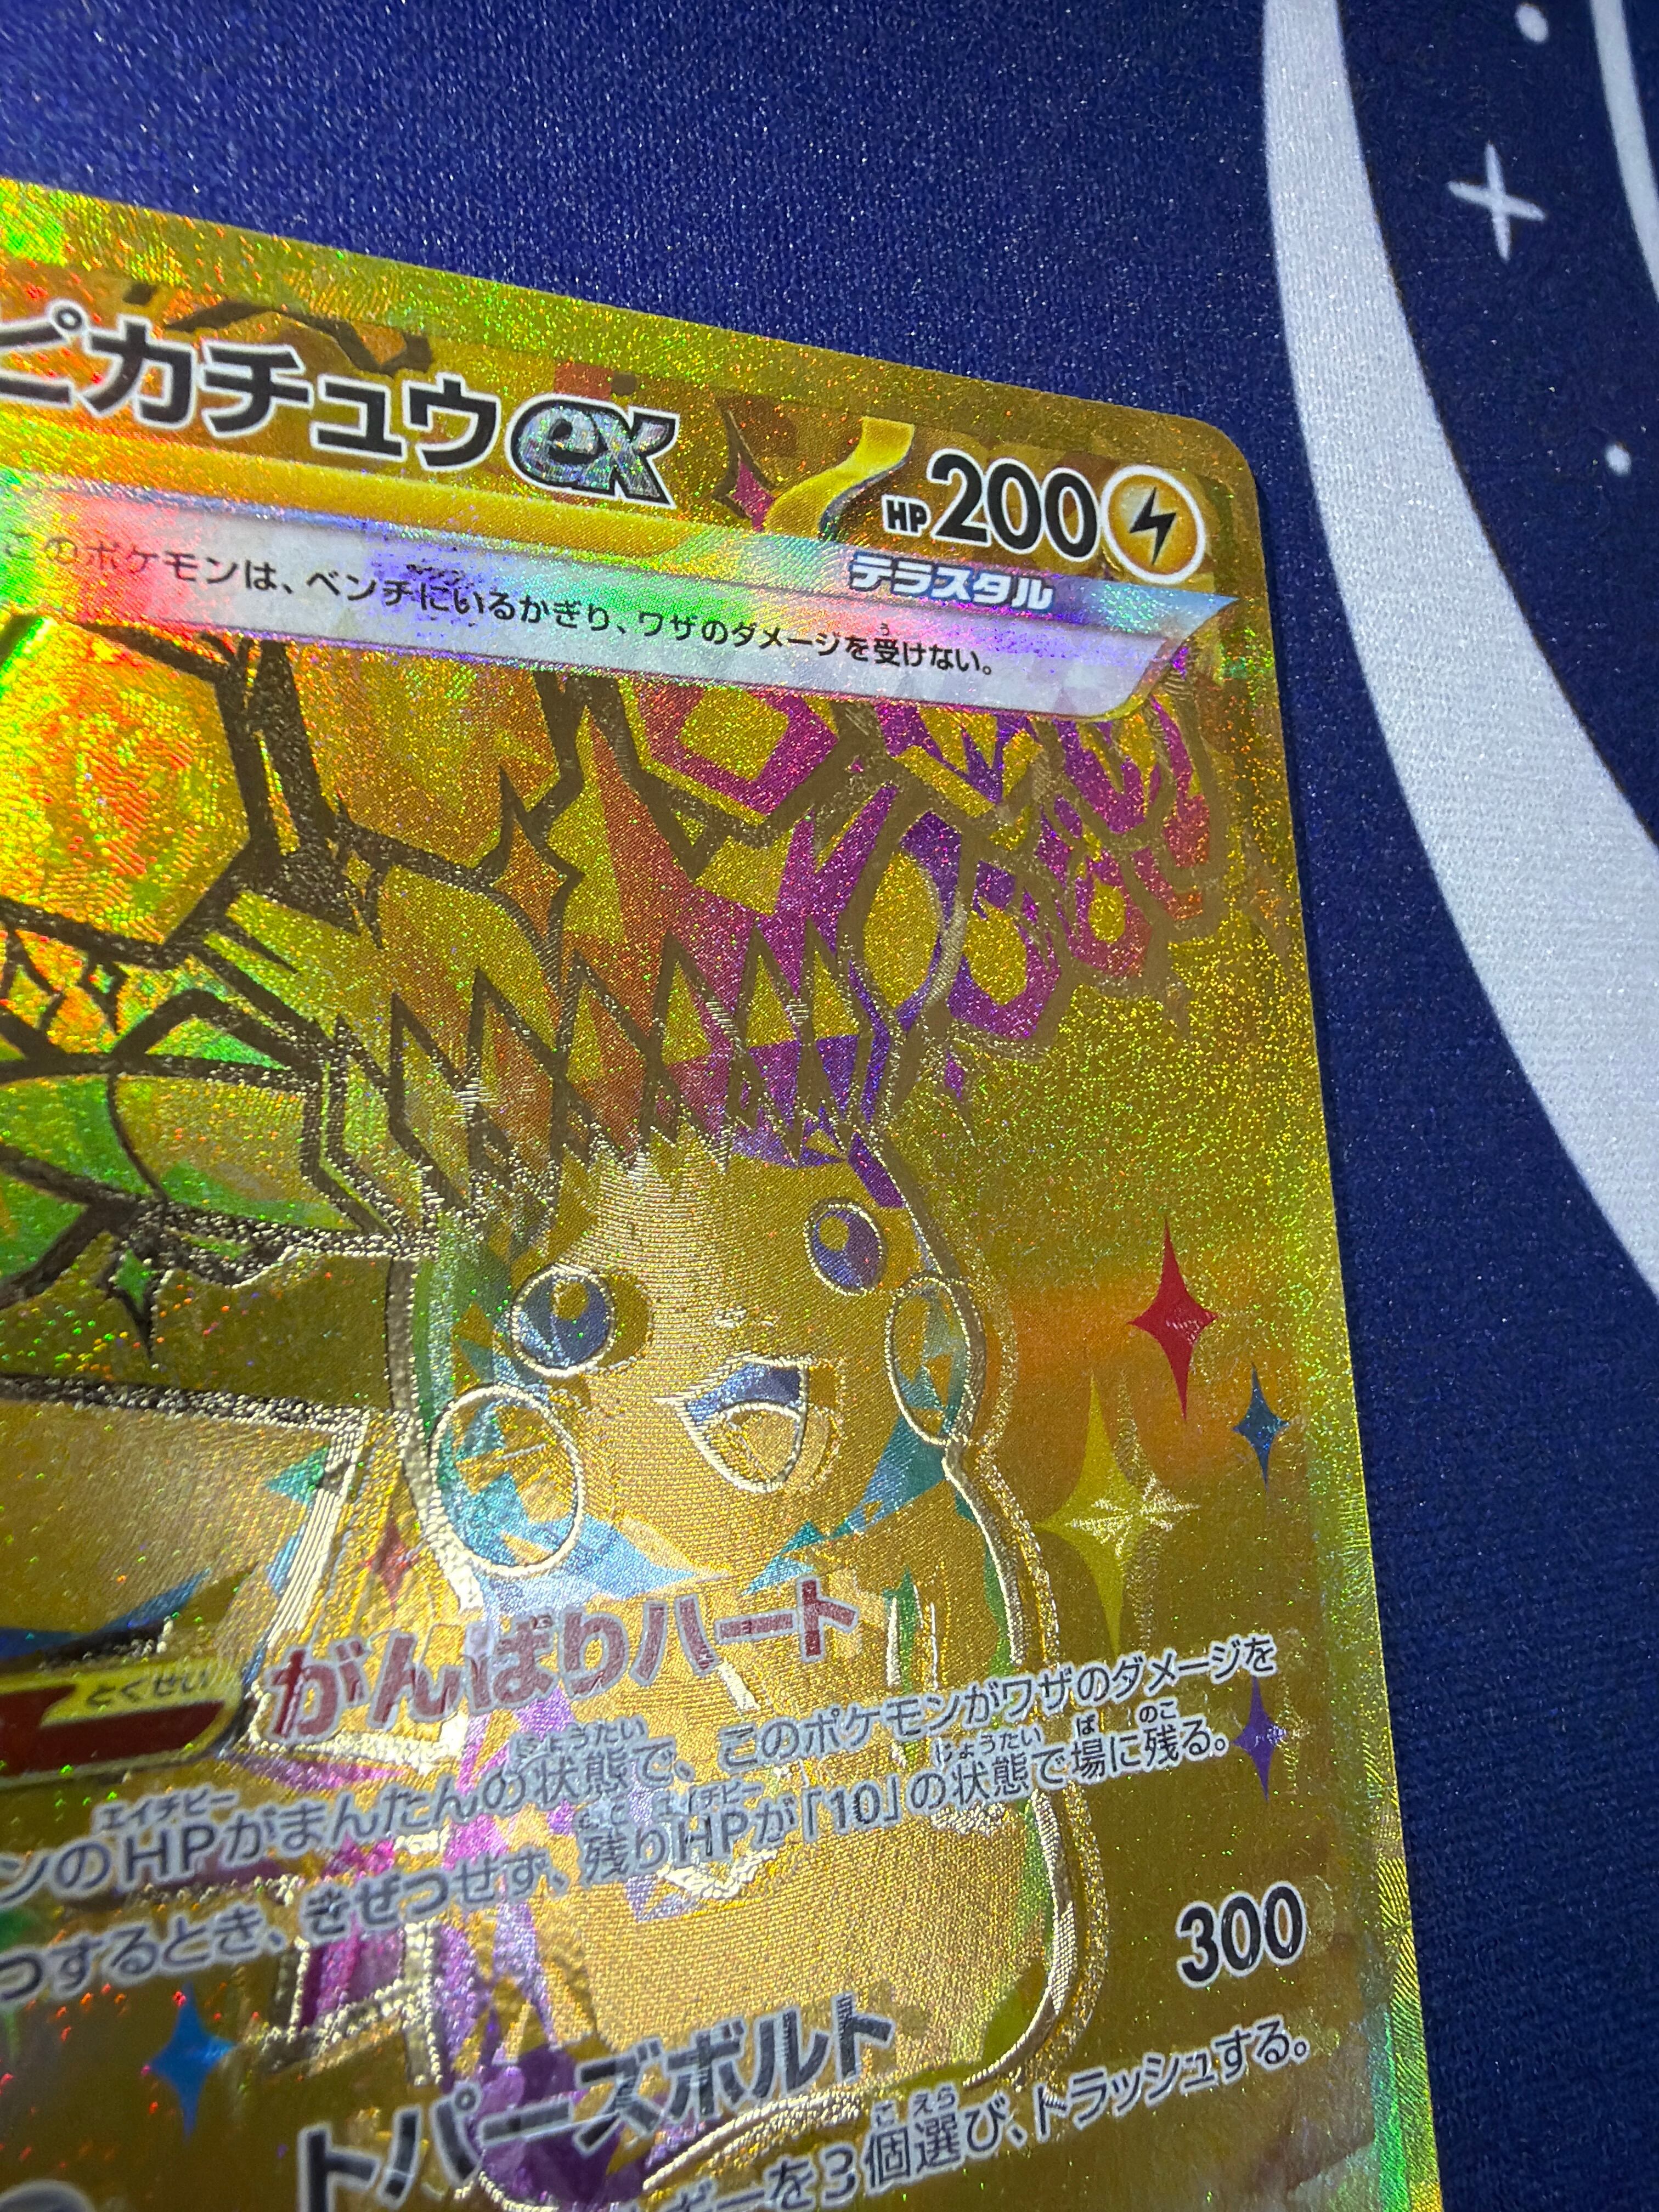 ピカチュウex
HP200
テラスタル
このポケモンは、ベンチにいるかぎり、ワザのダメージを受けない。
とくせい
がんばりハート
ンのHPがまんたんの状態で、このポケモンがワザのダメージを
つするとき、きぜつせず、残りHPが「10」の状態で場に残る。
トパーズボルト 300
ギーを3個選び、トラッシュする。